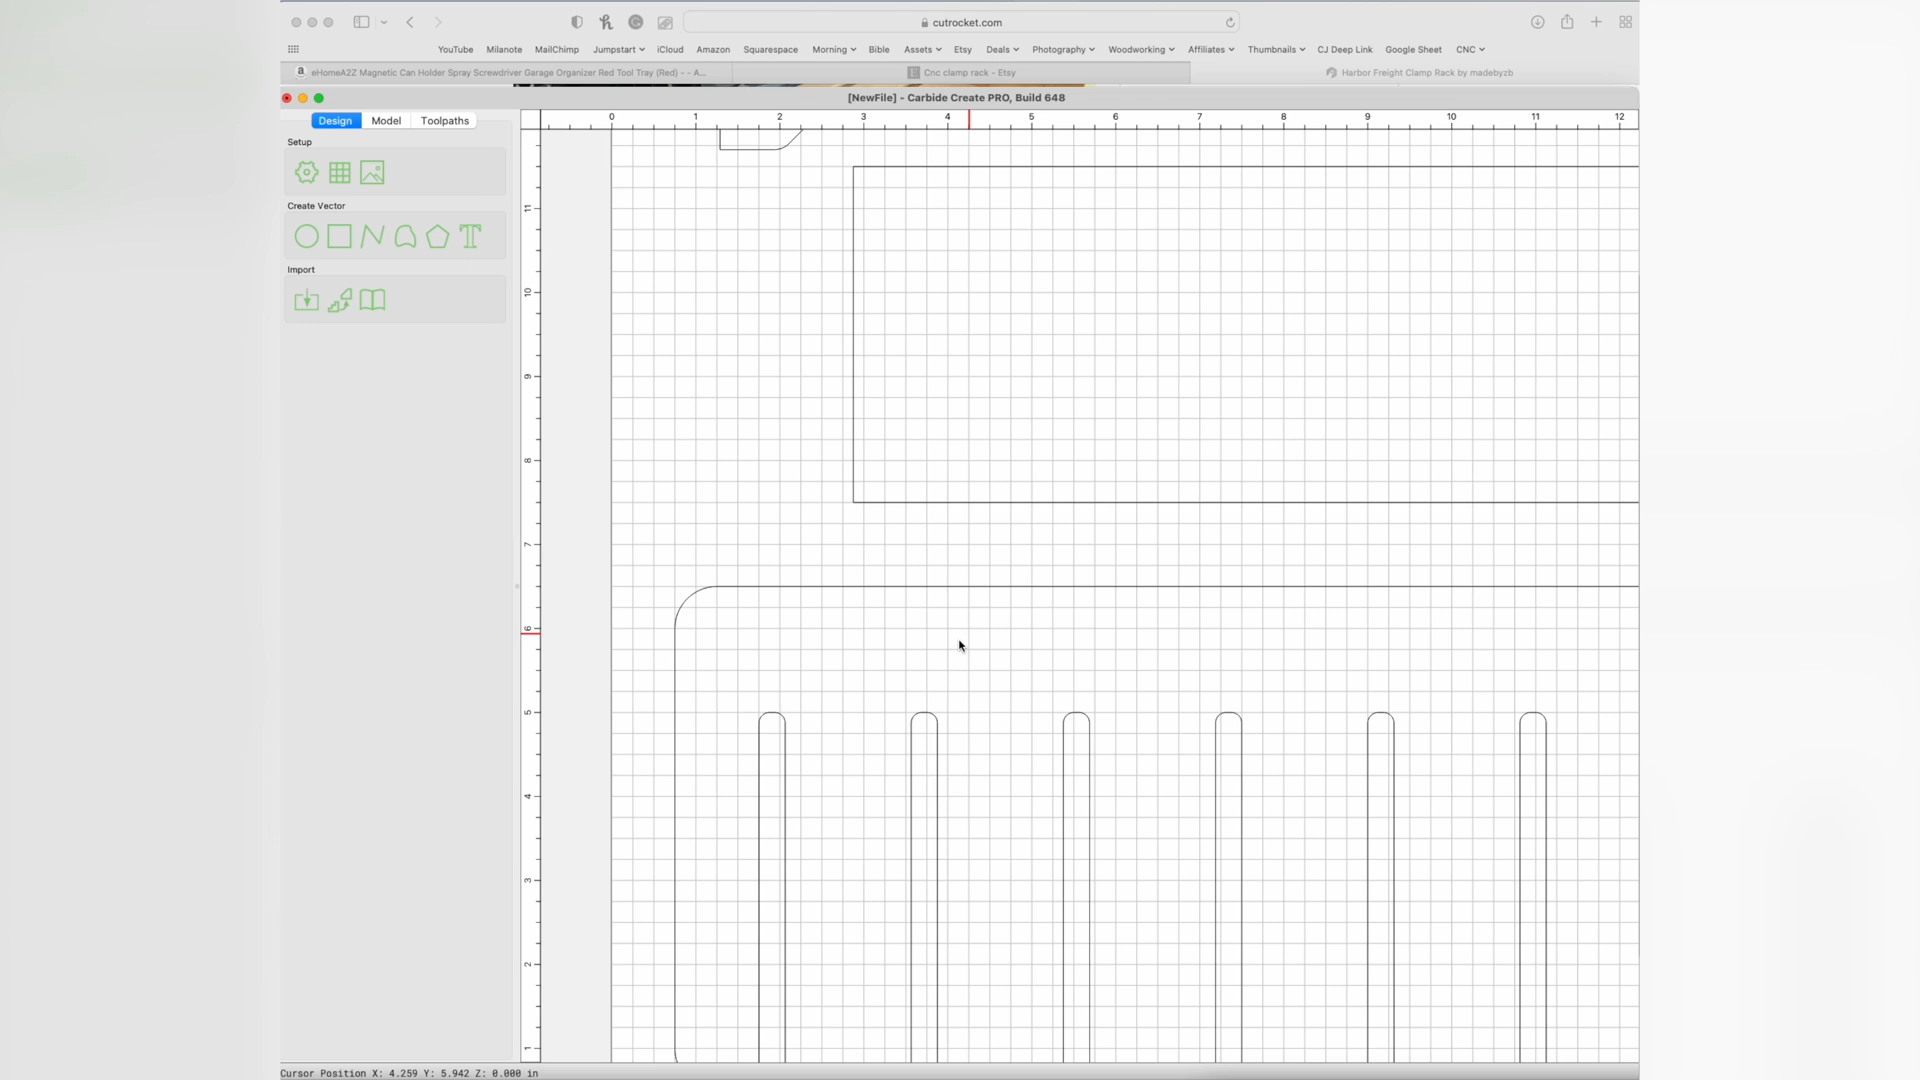 cutrocket.com
YouTube Milanote MailChimp Jumpstart iCloud Amazon Squarespace Morning Bible Assets Etsy Deals Photography Woodworking Affiliates Thumbnails CJ Deep Link Google Sheet CNC
a eHomeA2Z Magnetic Can Holder Spray Screwdriver Garage Organizer Red Tool Tray (Red) - - A... E Cnc clamp rack - Etsy Harbor Freight Clamp Rack by madebyzb
[NewFile] - Carbide Create PRO, Build 648
Design Model Toolpaths
0 1 2 3 4 5 6 7 8 9 10 11 12
Setup
Create Vector
T
Import
11
10
9
8
7
6
5
4
3
2
1
Cursor Position X: 4.259 Y: 5.942 Z: 0.000 in